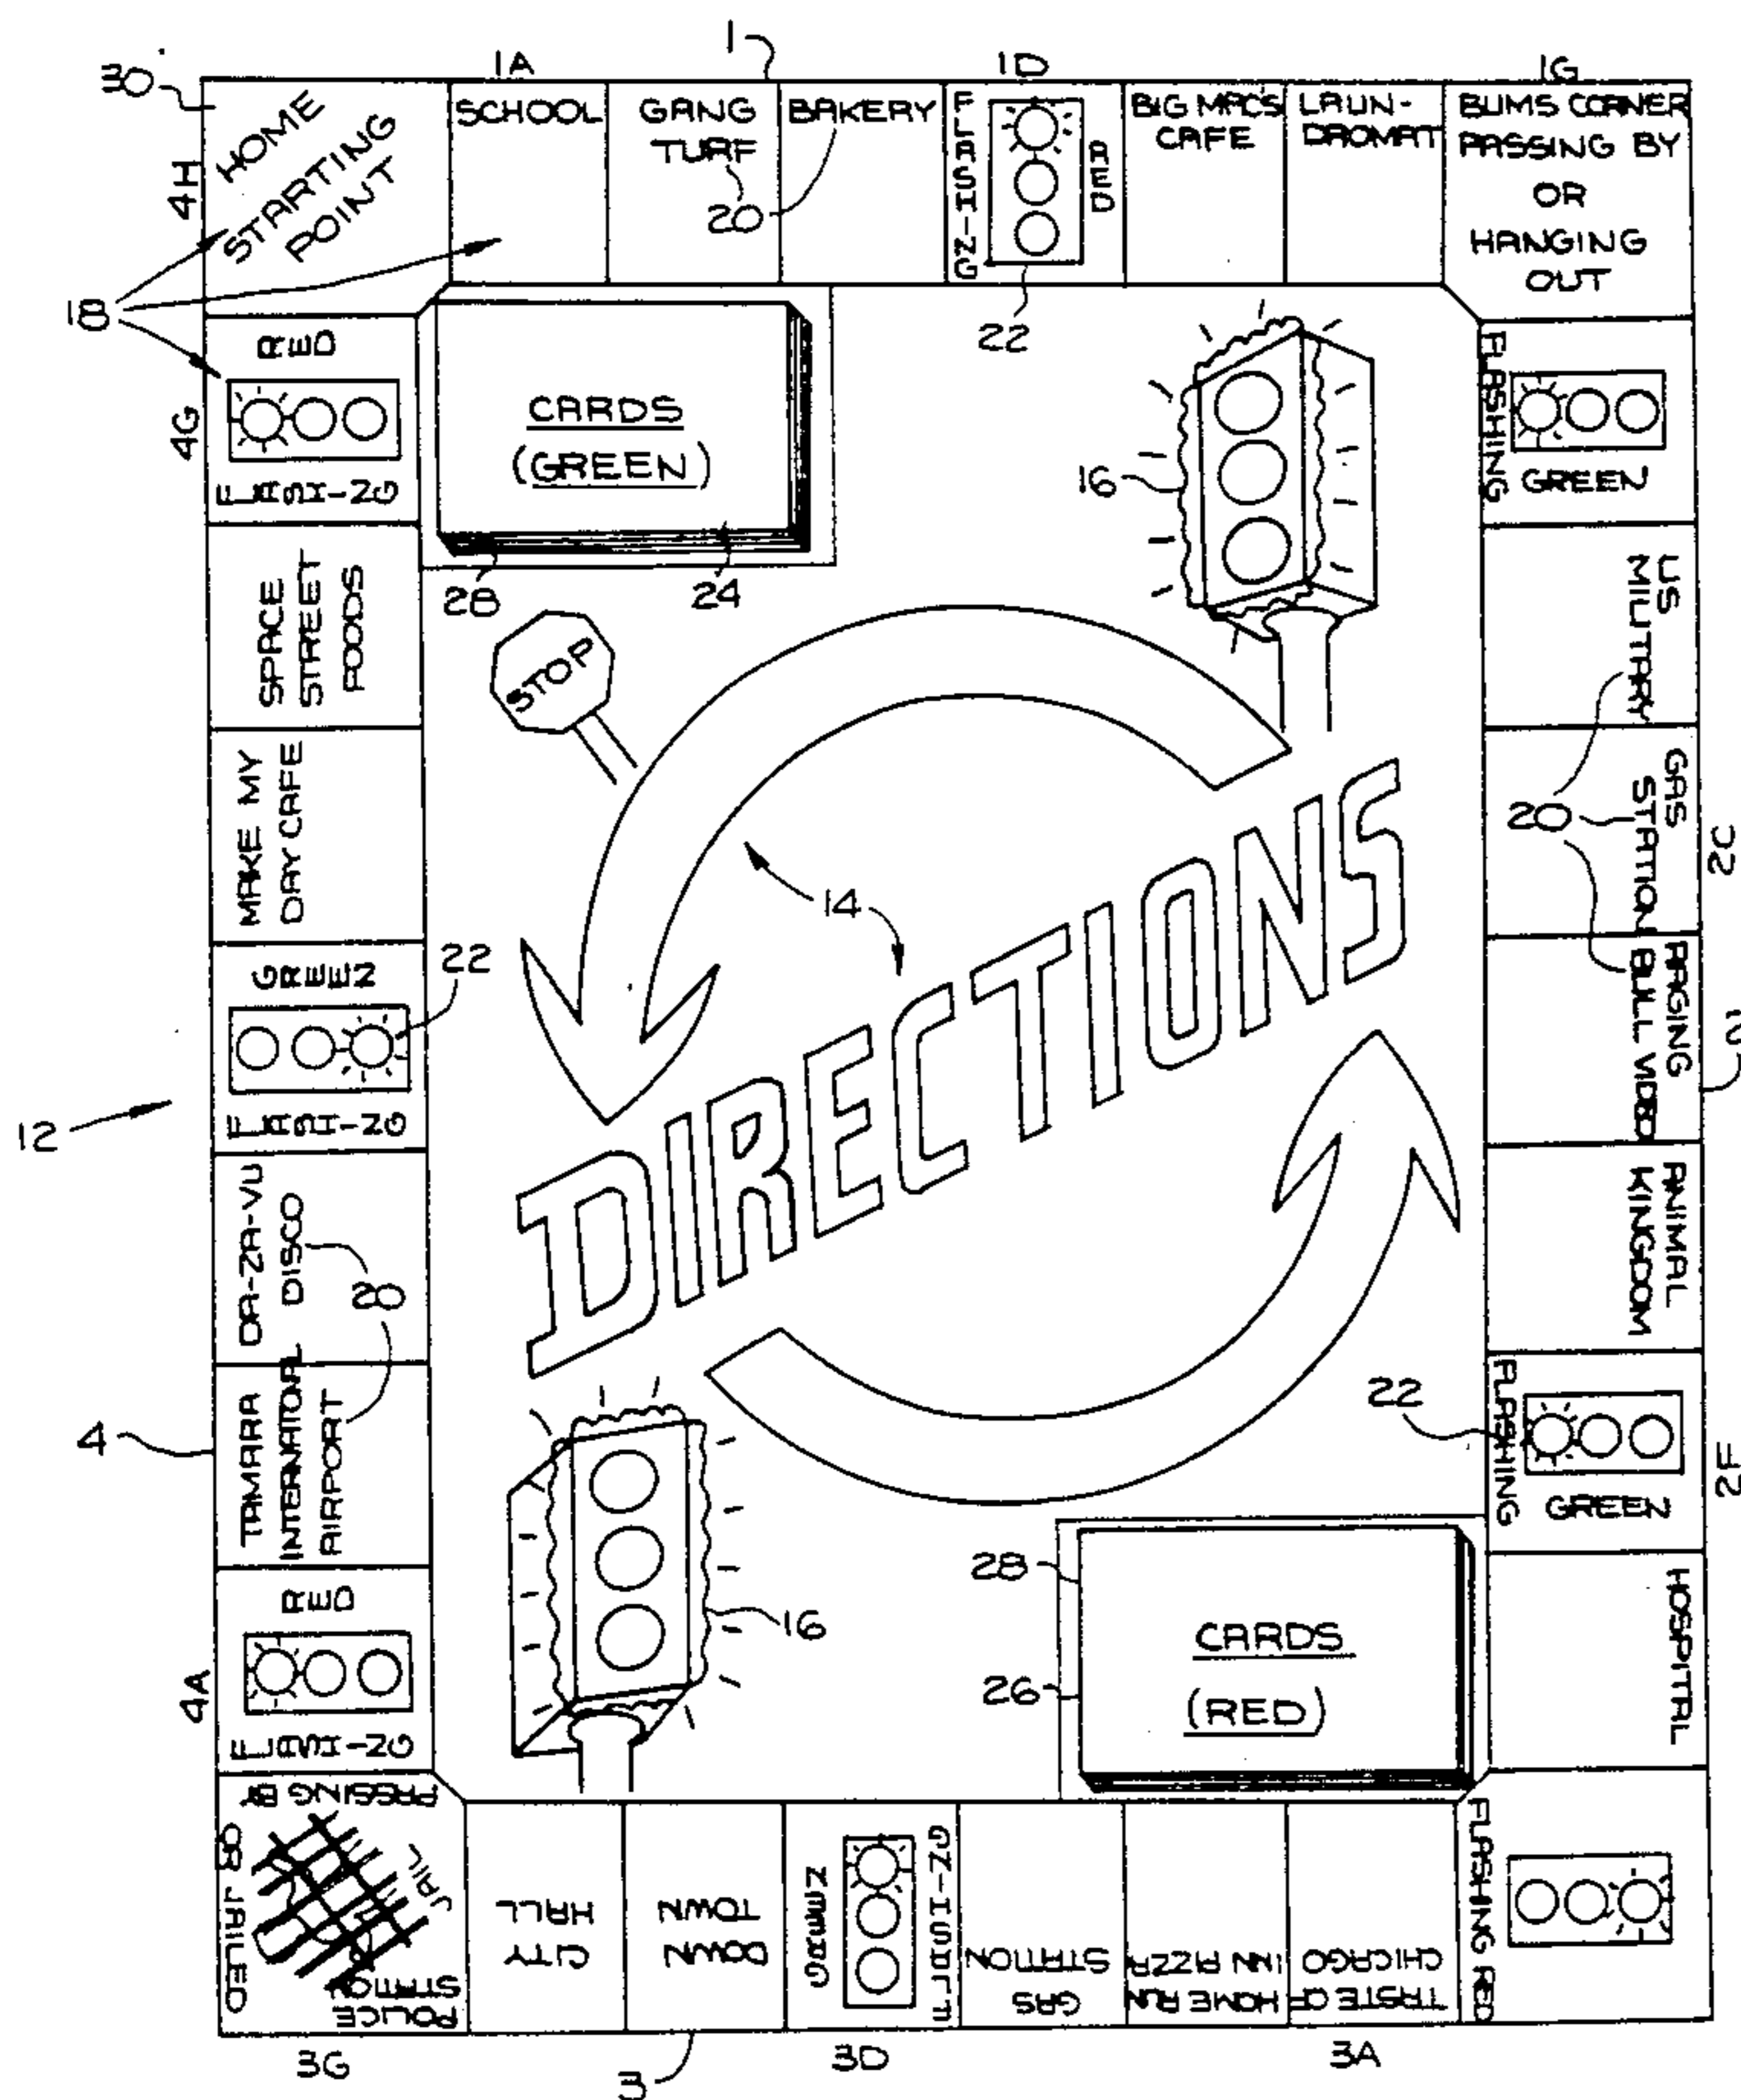 1
1A
1D
1G
30
HOME
STARTING
POINT
4H
18
SCHOOL
GANG
TURF
20
BAKERY
FLASHING
RED
22
BIG MACS
CAFE
LAUN-
DROMAT
BUMS CORNER
PASSING BY
OR
HANGING
OUT
RED
4G
FLASHING
CARDS
(GREEN)
28
24
16
FLASHING
GREEN
SPACE
STREET
FOODS
STOP
US
MILITARY
MAKE MY
DAY CAFE
GAS
STATION
20
2C
14
DIRECTIONS
GREEN
22
FLASHING
12
RAGING
BULL VIDEO
2
DA-ZA-VU
DISCO
20
ANIMAL
KINGDOM
TAMARA
INTERNATIONAL
AIRPORT
4
FLASHING
GREEN
22
2F
RED
4A
FLASHING
16
28
26
CARDS
(RED)
HOSPITAL
PASSING BY
OR JAILED
JAIL
POLICE
STATION
CITY
HALL
DOWN
TOWN
GREEN
FLASHING
GAS
STATION
HOME RUN
INN PIZZA
TASTE OF
CHICAGO
FLASHING RED
3G
3
3D
3A